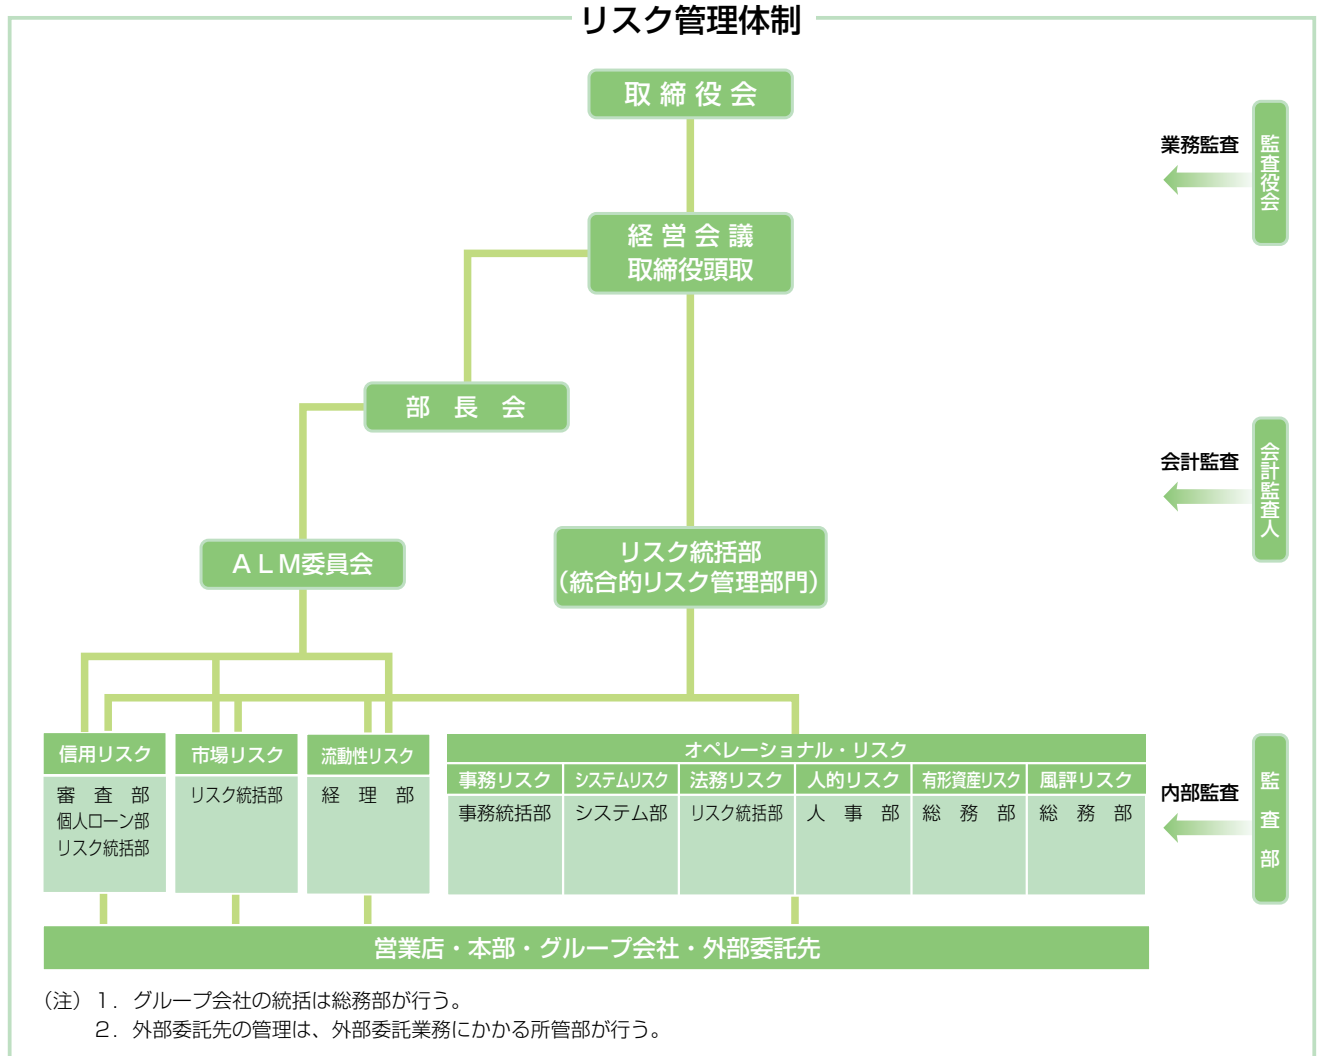 リスク管理体制
取締役会
業務監査
監査役会
経営会議
取締役頭取
部長会
会計監査
会計監査人
ALM委員会
リスク統括部
(統合的リスク管理部門)
信用リスク
審査部
個人ローン部
リスク統括部
市場リスク
リスク統括部
流動性リスク
経理部
オペレーショナル・リスク
事務リスク
事務統括部
システムリスク
システム部
法務リスク
リスク統括部
人的リスク
人事部
有形資産リスク
総務部
風評リスク
総務部
内部監査
監査部
営業店・本部・グループ会社・外部委託先
(注)1.グループ会社の統括は総務部が行う。
2.外部委託先の管理は、外部委託業務にかかる所管部が行う。